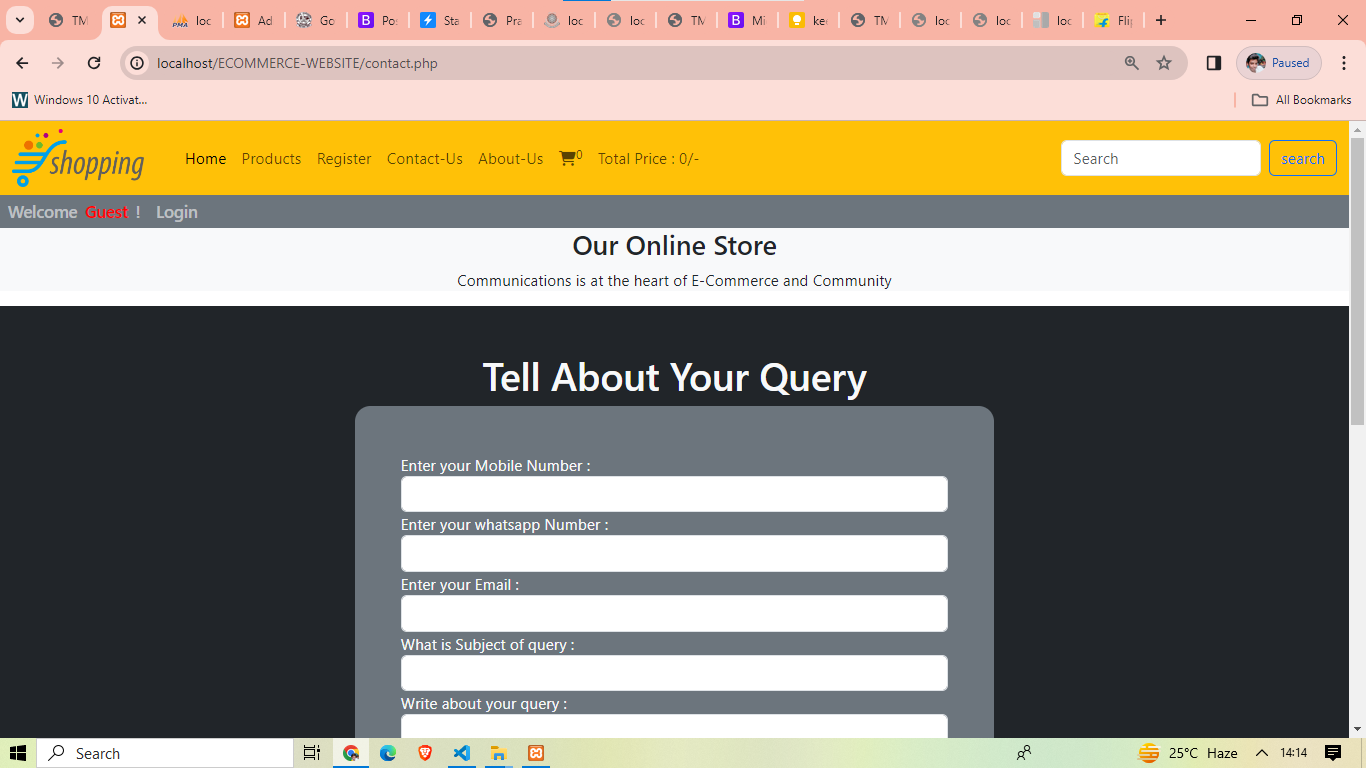 TM
loc
Ad
Go
Po
Sta
Pra
loc
loc
TM
Mi
kee
TM
loc
loc
loc
Flip
localhost/ECOMMERCE-WEBSITE/contact.php
Paused
W Windows 10 Activat...
All Bookmarks
shopping
Home Products Register Contact-Us About-Us 0 Total Price : 0/-
Search
search
Welcome Guest ! Login
Our Online Store
Communications is at the heart of E-Commerce and Community
Tell About Your Query
Enter your Mobile Number :
Enter your whatsapp Number :
Enter your Email :
What is Subject of query :
Write about your query :
Search
25°C Haze
14:14